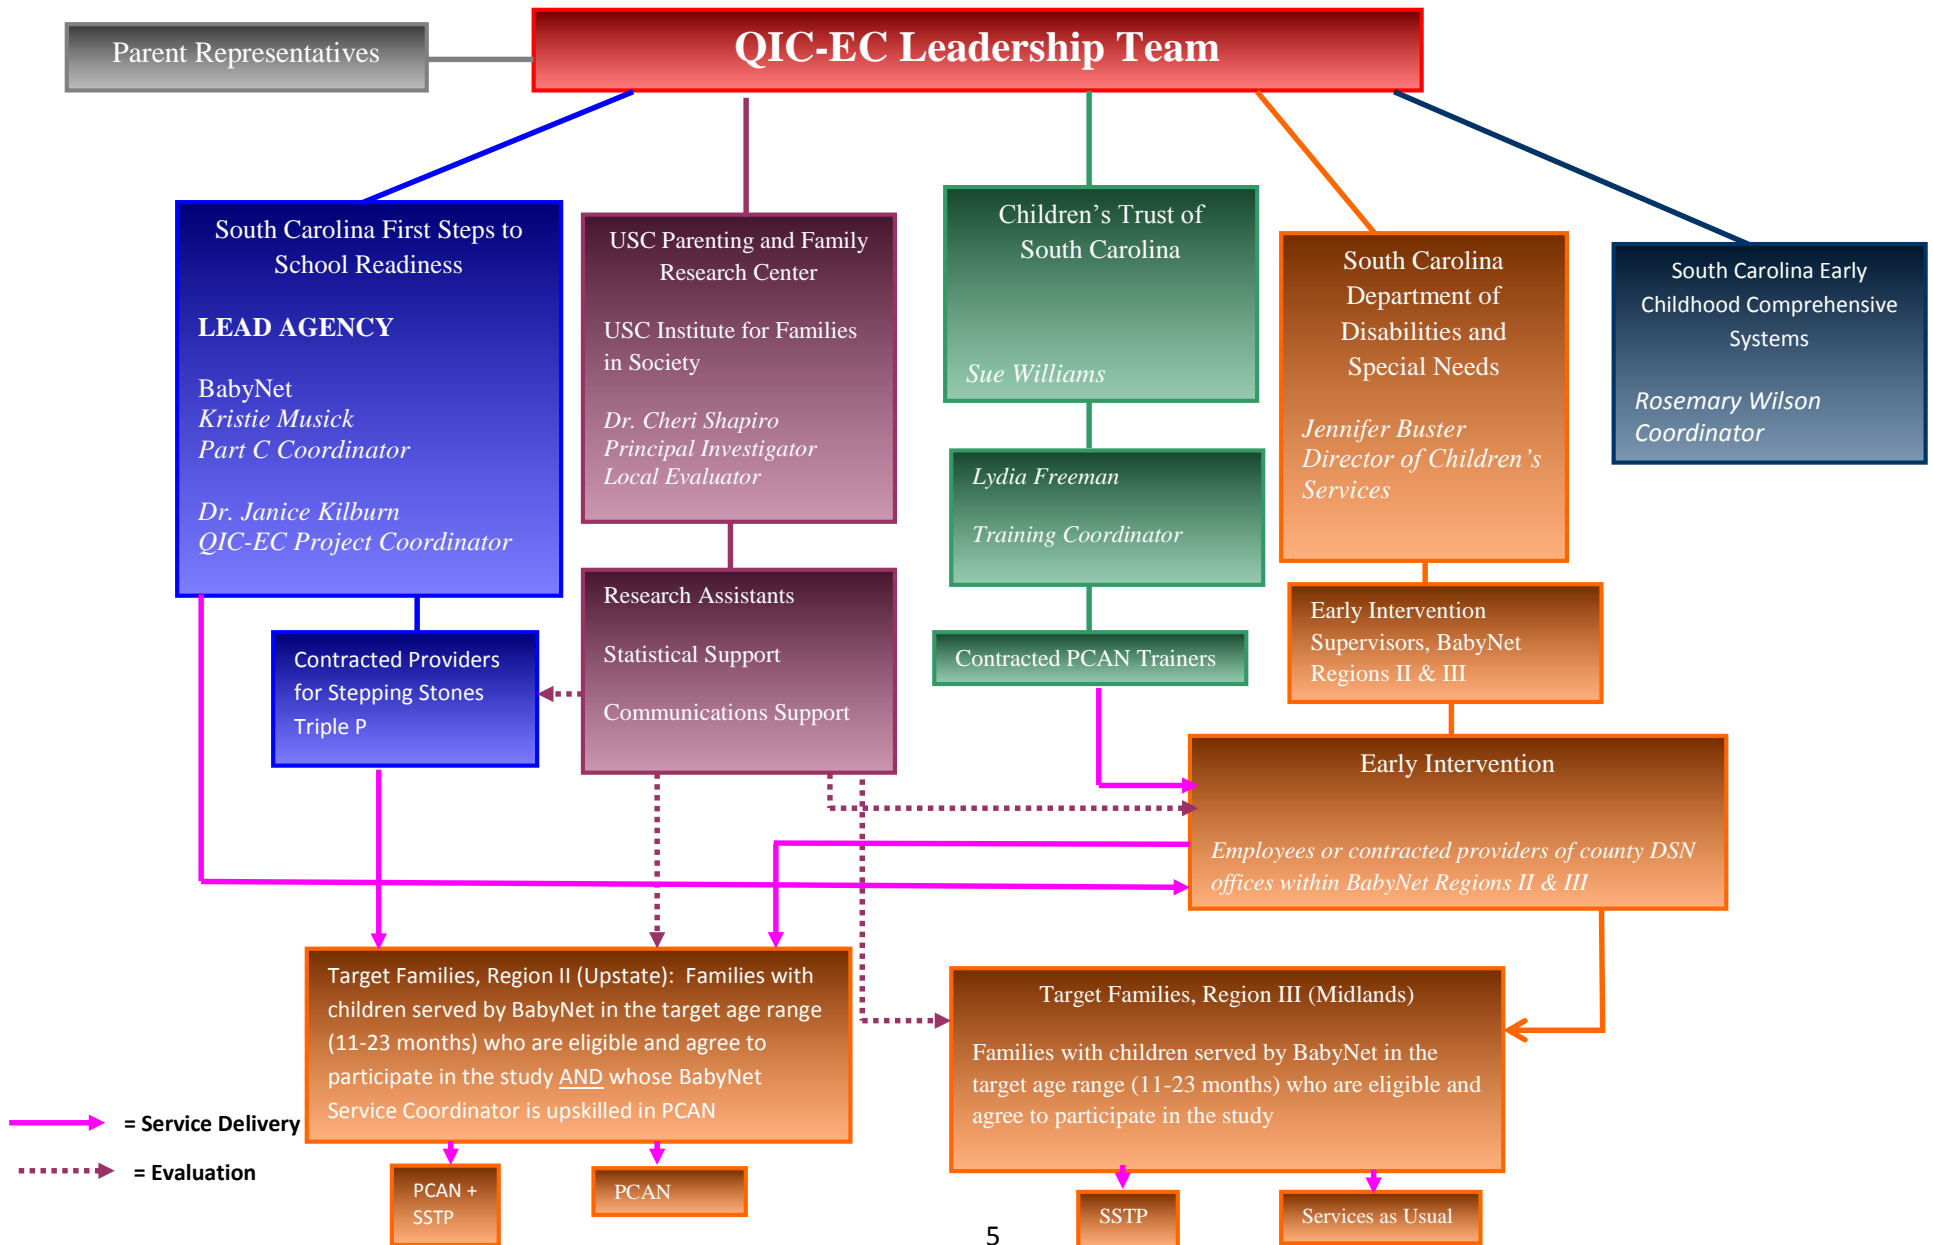 Parent Representatives
QIC-EC Leadership Team
South Carolina First Steps to
School Readiness
LEAD AGENCY
BabyNet
Kristie Musick
Part C Coordinator
Dr. Janice Kilburn
QIC-EC Project Coordinator
USC Parenting and Family
Research Center
USC Institute for Families
in Society
Dr. Cheri Shapiro
Principal Investigator
Local Evaluator
Children’s Trust of
South Carolina
Sue Williams
South Carolina
Department of
Disabilities and
Special Needs
Jennifer Buster
Director of Children’s
Services
South Carolina Early
Childhood Comprehensive
Systems
Rosemary Wilson
Coordinator
Lydia Freeman
Training Coordinator
Contracted Providers
for Stepping Stones
Triple P
Research Assistants
Statistical Support
Communications Support
Contracted PCAN Trainers
Early Intervention
Supervisors, BabyNet
Regions II & III
Early Intervention
Employees or contracted providers of county DSN
offices within BabyNet Regions II & III
Target Families, Region II (Upstate): Families with
children served by BabyNet in the target age range
(11-23 months) who are eligible and agree to
participate in the study AND whose BabyNet
Service Coordinator is upskilled in PCAN
Target Families, Region III (Midlands)
Families with children served by BabyNet in the
target age range (11-23 months) who are eligible and
agree to participate in the study
= Service Delivery
= Evaluation
PCAN +
SSTP
PCAN
SSTP
Services as Usual
5